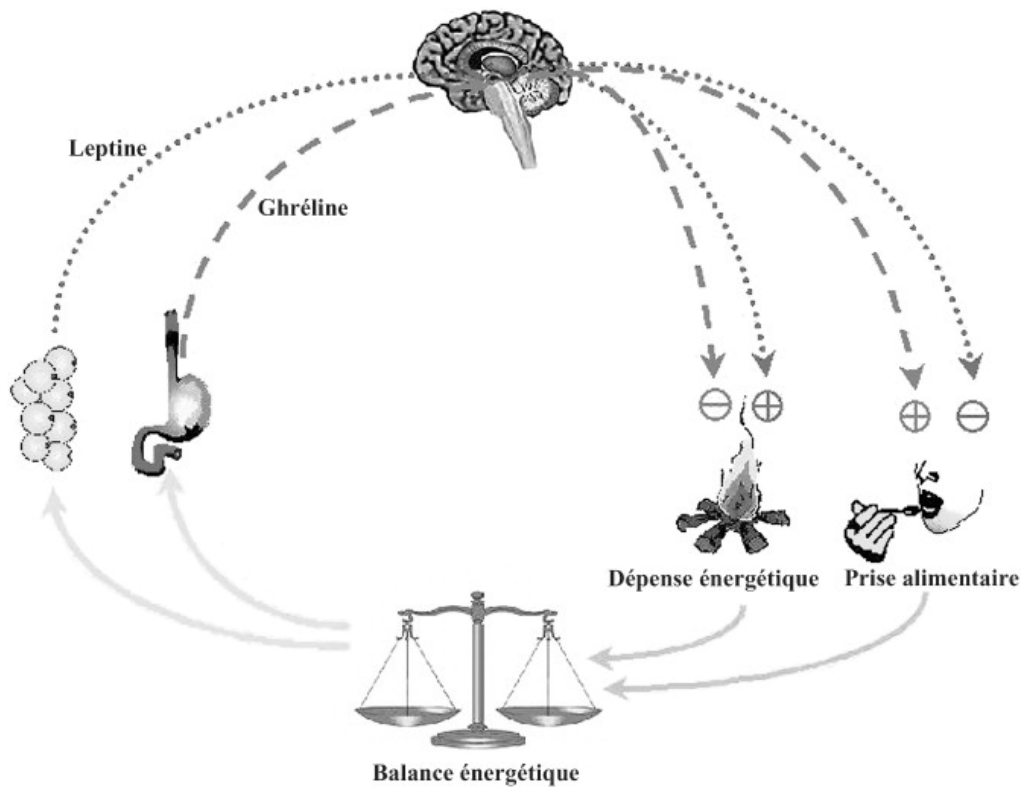 Leptine
Ghréline
Dépense énergétique
Prise alimentaire
Balance énergétique